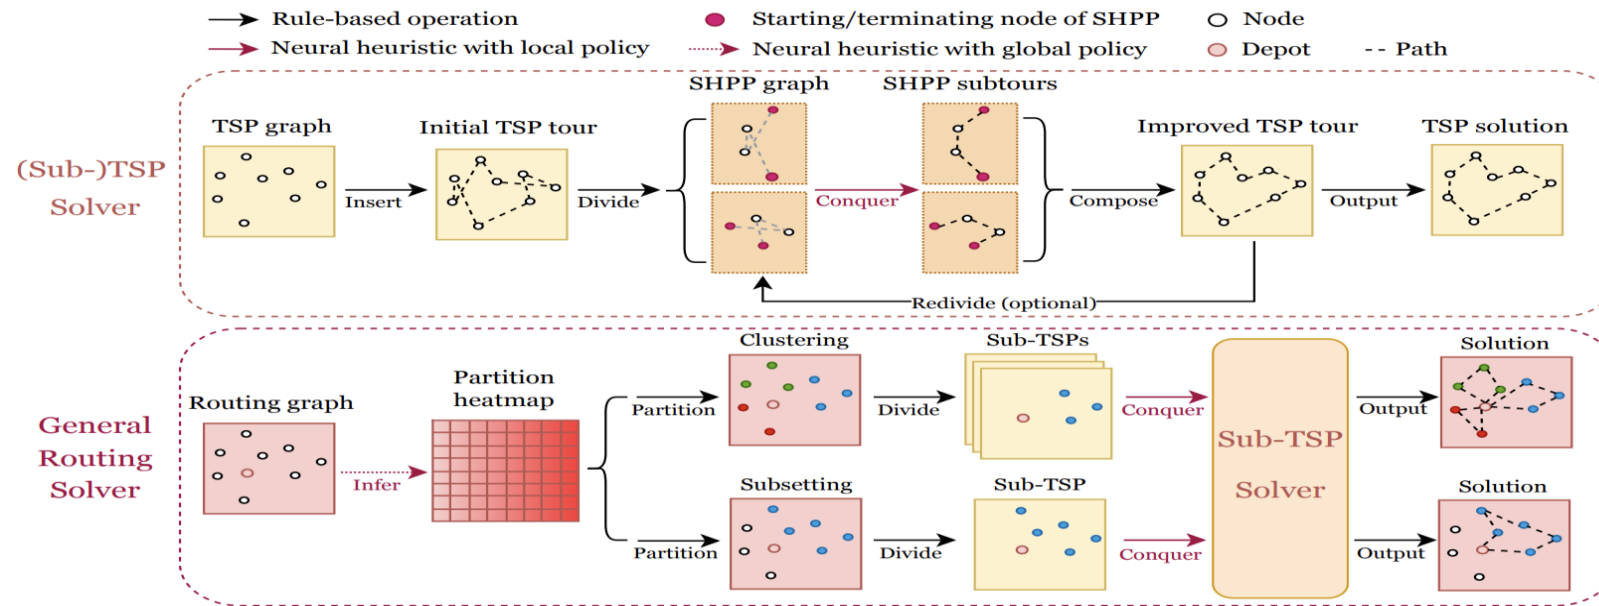 Rule-based operation
Starting/terminating node of SHPP
Node
Neural heuristic with local policy
Neural heuristic with global policy
Depot
Path
(Sub-)TSP
Solver
TSP graph
Insert
Initial TSP tour
Divide
SHPP graph
Conquer
SHPP subtours
Compose
Improved TSP tour
Output
TSP solution
Redivide (optional)
General
Routing
Solver
Routing graph
Infer
Partition
heatmap
Partition
Clustering
Divide
Sub-TSPs
Conquer
Partition
Subsetting
Divide
Sub-TSP
Conquer
Sub-TSP
Solver
Output
Solution
Output
Solution